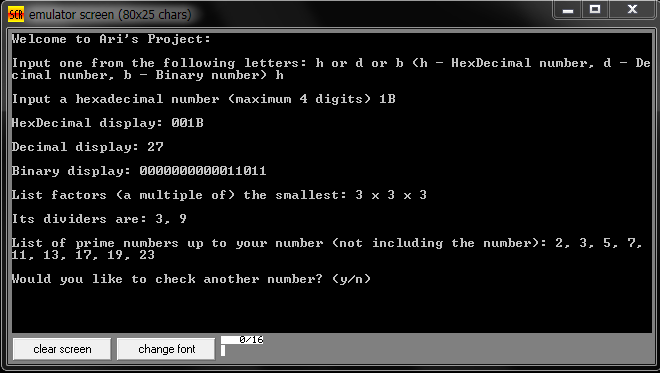 SCR emulator screen (80x25 chars)
Welcome to Ari's Project:
Input one from the following letters: h or d or b (h - HexDecimal number, d - De
cimal number, b - Binary number) h
Input a hexadecimal number (maximum 4 digits) 1B
HexDecimal display: 001B
Decimal display: 27
Binary display: 0000000000011011
List factors (a multiple of) the smallest: 3 x 3 x 3
Its dividers are: 3, 9
List of prime numbers up to your number (not including the number): 2, 3, 5, 7,
11, 13, 17, 19, 23
Would you like to check another number? (y/n)
clear screen change font 0/16